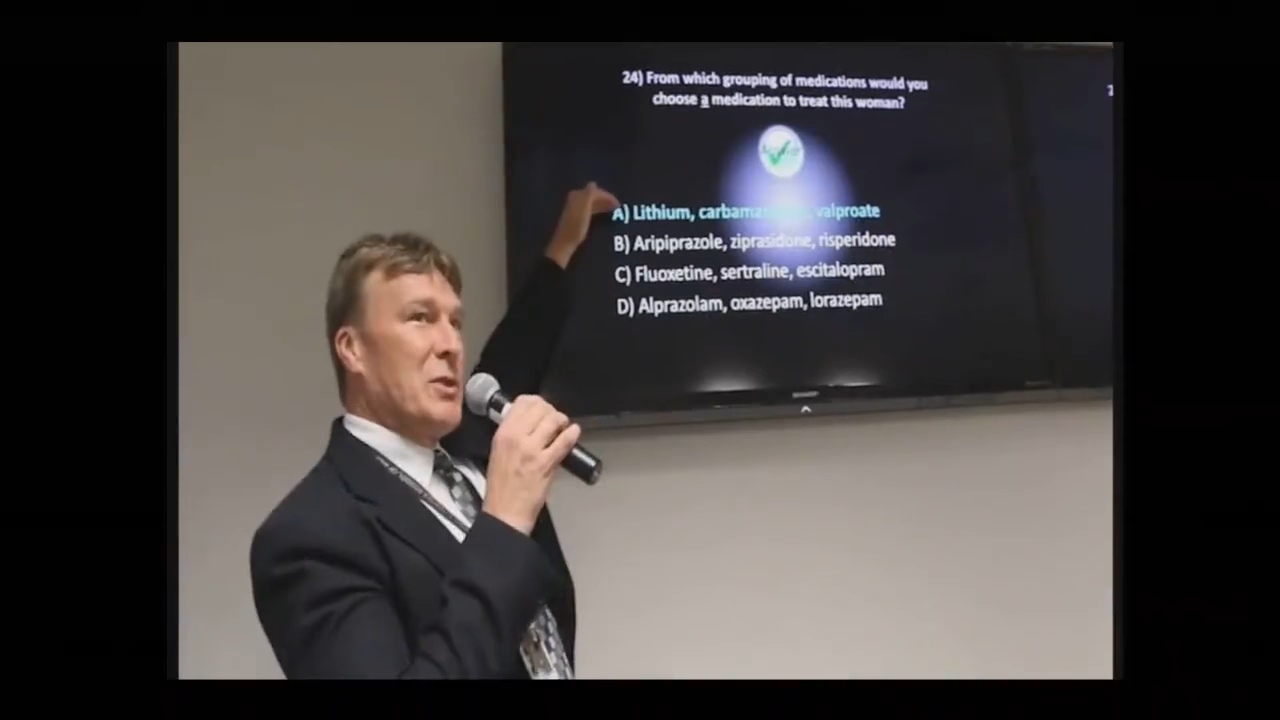 24) From which grouping of medications would you
choose a medication to treat this woman?
A) Lithium, valproate
B) Aripiprazole, ziprasidone, risperidone
C) Fluoxetine, sertraline, escitalopram
D) Alprazolam, oxazepam, lorazepam